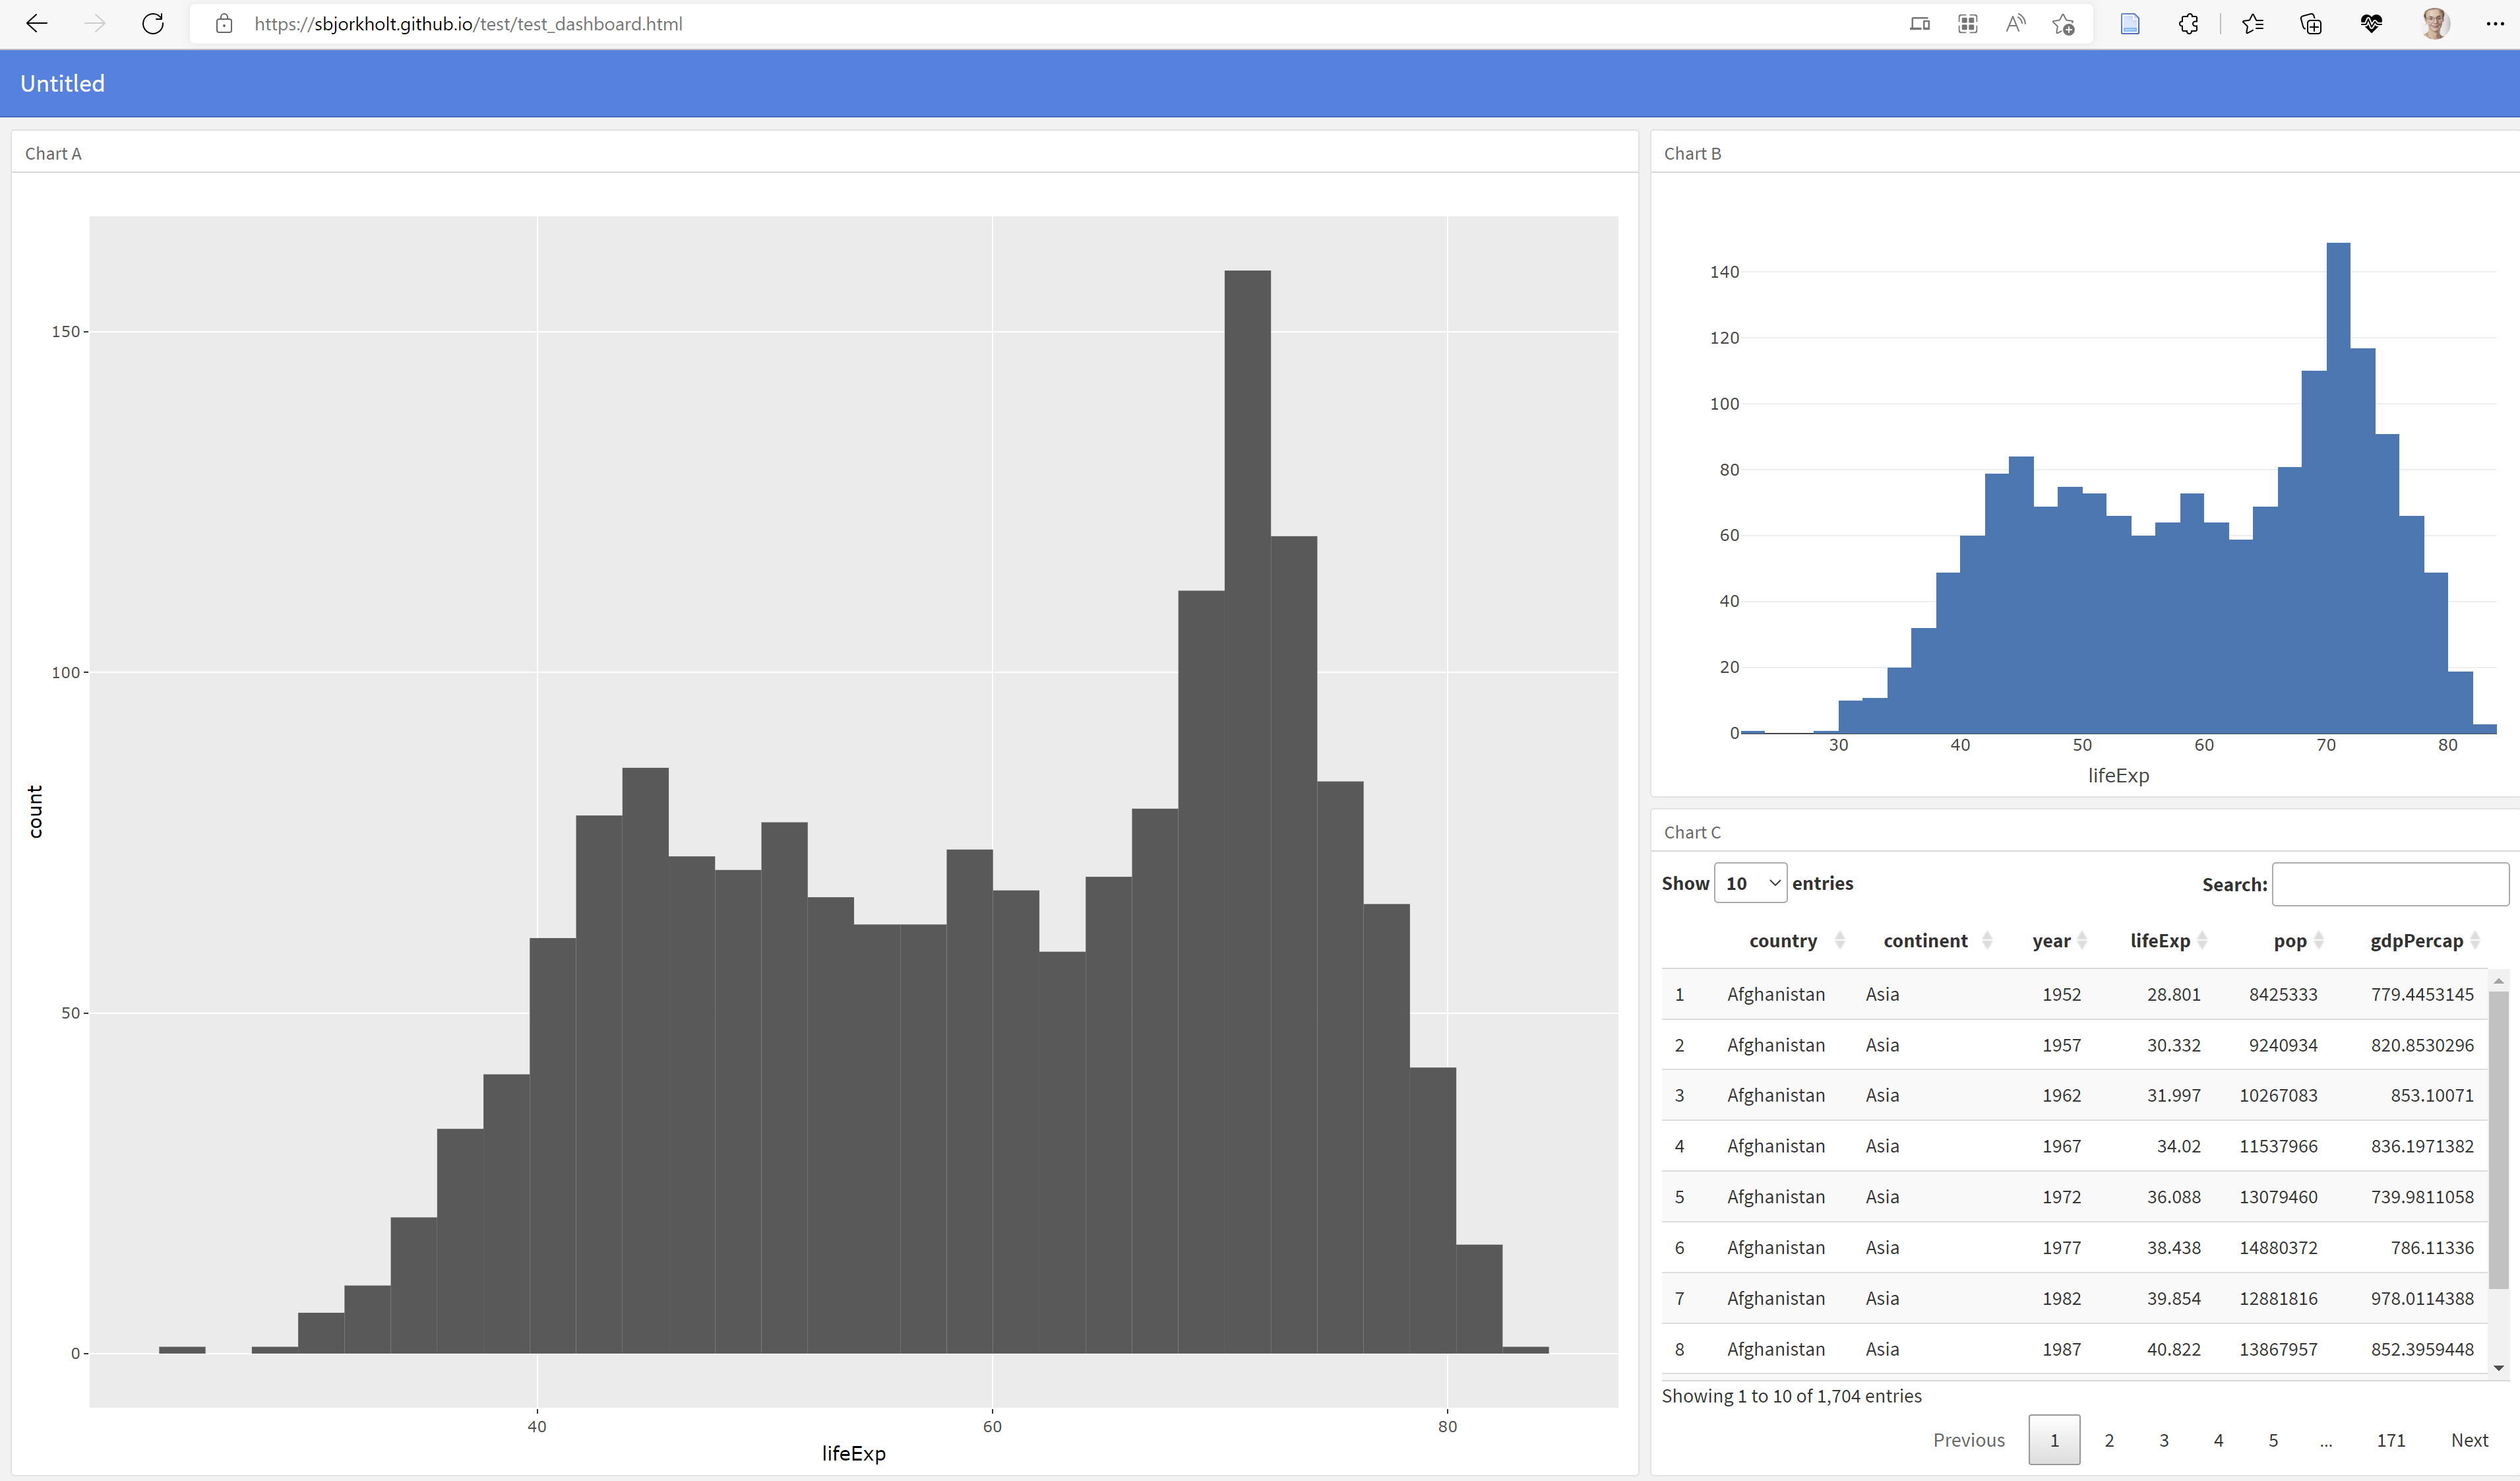 https://sbjorkholt.github.io/test/test_dashboard.html
Untitled
Chart A
150
100
50
0
count
40 60 80
lifeExp
Chart B
140
120
100
80
60
40
20
0
30 40 50 60 70 80
lifeExp
Chart C
Show 10 entries Search:
country continent year lifeExp pop gdpPercap
1 Afghanistan Asia 1952 28.801 8425333 779.4453145
2 Afghanistan Asia 1957 30.332 9240934 820.8530296
3 Afghanistan Asia 1962 31.997 10267083 853.10071
4 Afghanistan Asia 1967 34.02 11537966 836.1971382
5 Afghanistan Asia 1972 36.088 13079460 739.9811058
6 Afghanistan Asia 1977 38.438 14880372 786.11336
7 Afghanistan Asia 1982 39.854 12881816 978.0114388
8 Afghanistan Asia 1987 40.822 13867957 852.3959448
Showing 1 to 10 of 1,704 entries
Previous 1 2 3 4 5 ... 171 Next